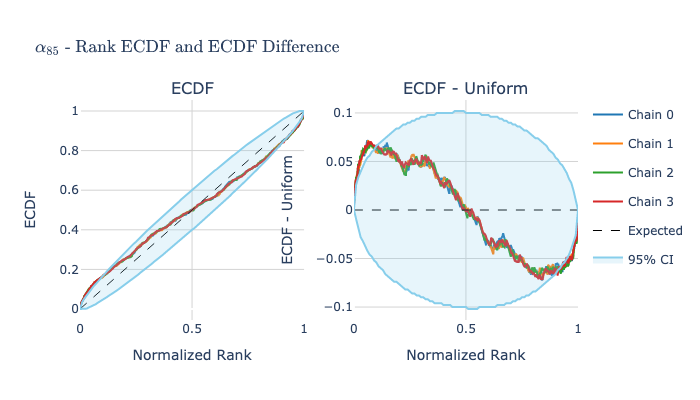 α85 - Rank ECDF and ECDF Difference
ECDF
ECDF - Uniform
1
0.8
0.6
0.4
0.2
0
ECDF
0
0.5
1
Normalized Rank
0.1
0.05
0
−0.05
−0.1
ECDF - Uniform
0
0.5
1
Normalized Rank
Chain 0
Chain 1
Chain 2
Chain 3
Expected
95% CI